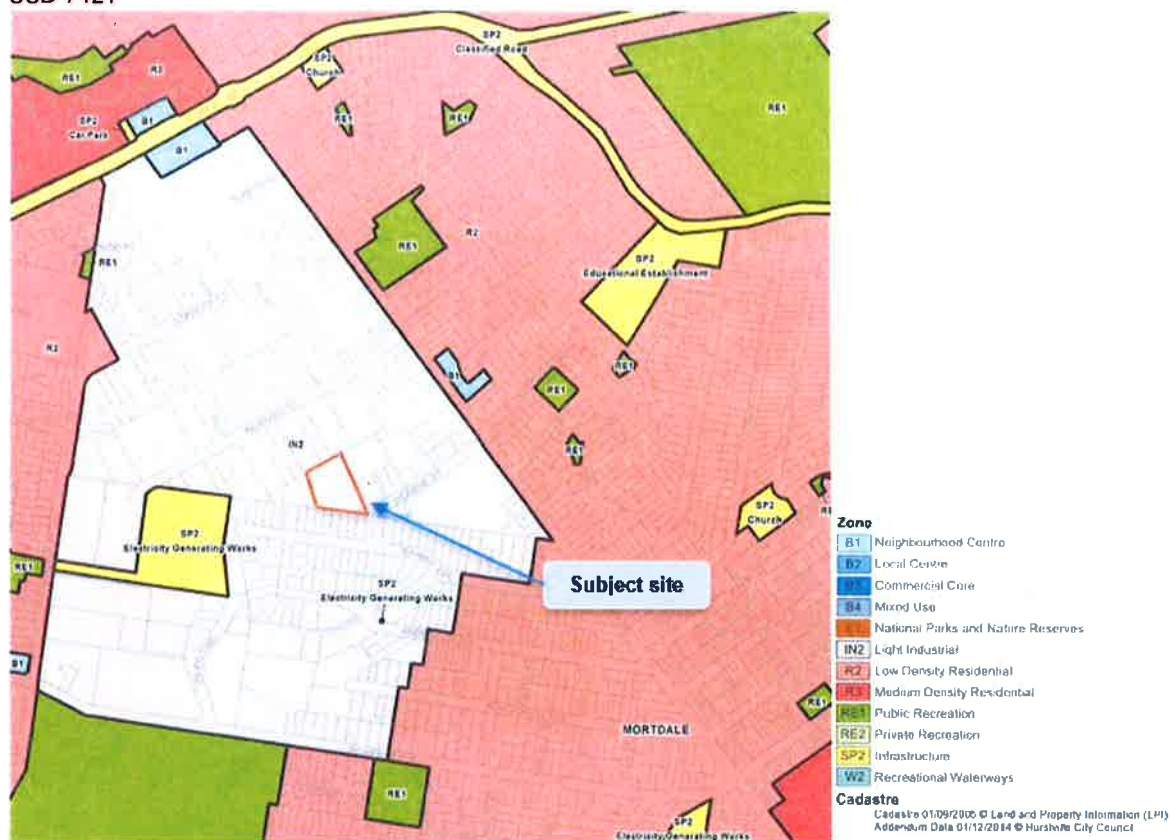 SP2
Classified Road
SP2
Church
RE1
R3
RE1
RE1
RE1
SP2
Car Park
B1
B1
RE1
R2
SP2
Educational Establishment
RE1
R2
B1
RE1
RE1
RE1
IN2
SP2
Church
SP2
Electricity Generating Works
RE1
SP2
Electricity Generating Works
Subject site
B1
RE1
MORTDALE
RE1
SP2
Electricity Generating Works
Zone
B1 Neighbourhood Centre
B2 Local Centre
B3 Commercial Core
B4 Mixed Use
National Parks and Nature Reserves
IN2 Light Industrial
R2 Low Density Residential
R3 Medium Density Residential
RE1 Public Recreation
RE2 Private Recreation
SP2 Infrastructure
W2 Recreational Waterways
Cadastre
Cadastre 01/09/2005 © Land and Property Information (LPI)
Addendum Data 01/12/2014 © Hurstville City Council